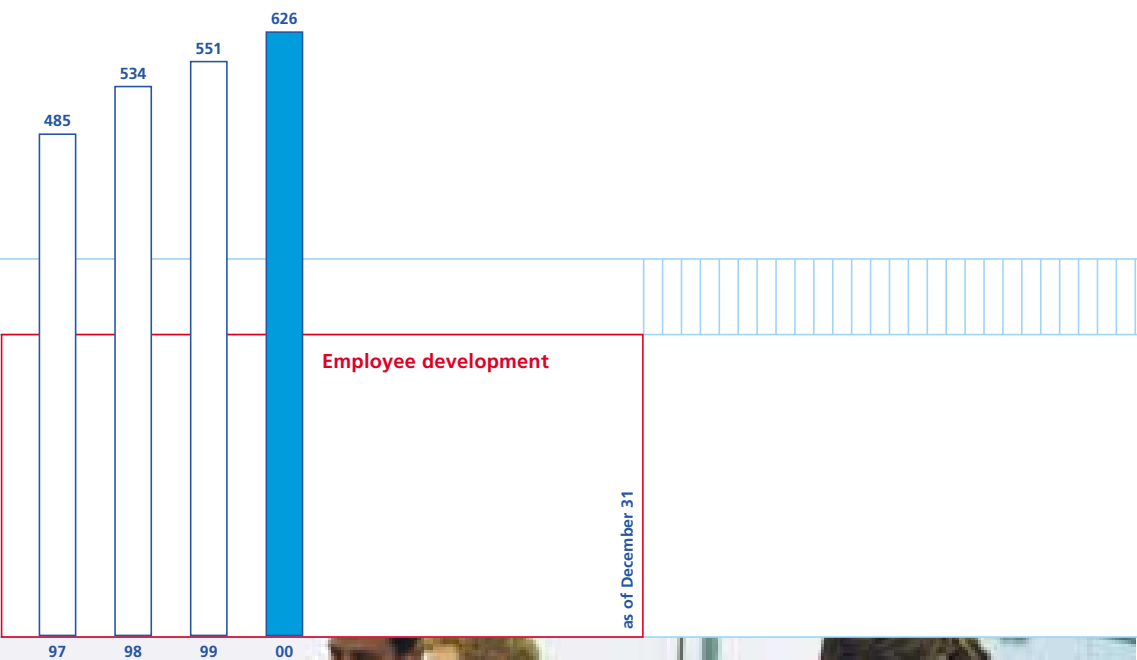 626
551
534
485
Employee development
as of December 31
97 98 99 00